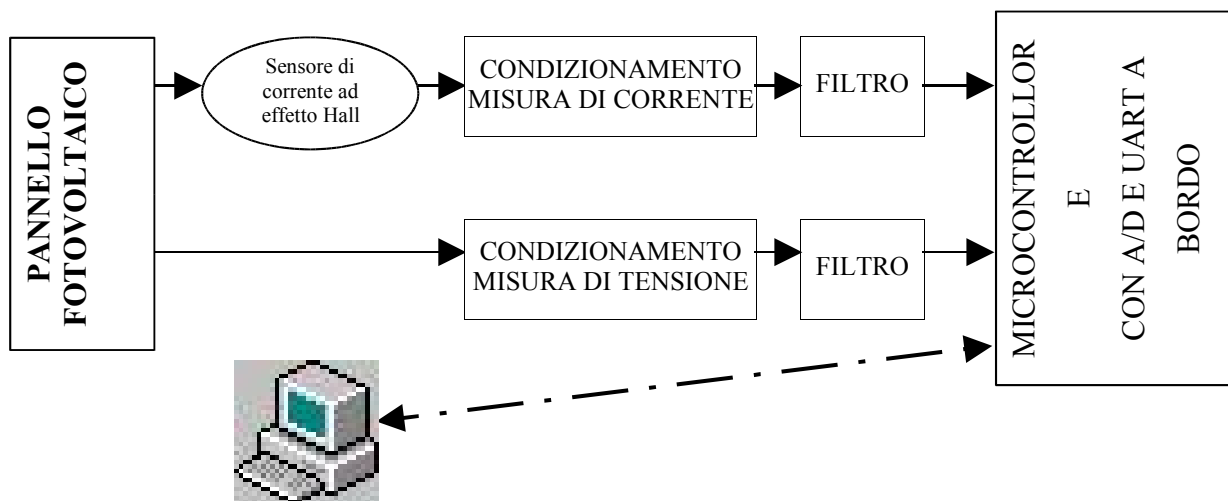 PANNELLO
FOTOVOLTAICO
Sensore di
corrente ad
effetto Hall
CONDIZIONAMENTO
MISURA DI CORRENTE
FILTRO
CONDIZIONAMENTO
MISURA DI TENSIONE
FILTRO
MICROCONTROLLOR
E
CON A/D E UART A
BORDO